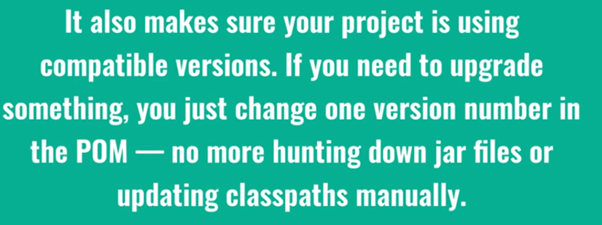 It also makes sure your project is using
compatible versions. If you need to upgrade
something, you just change one version number in
the POM — no more hunting down jar files or
updating classpaths manually.